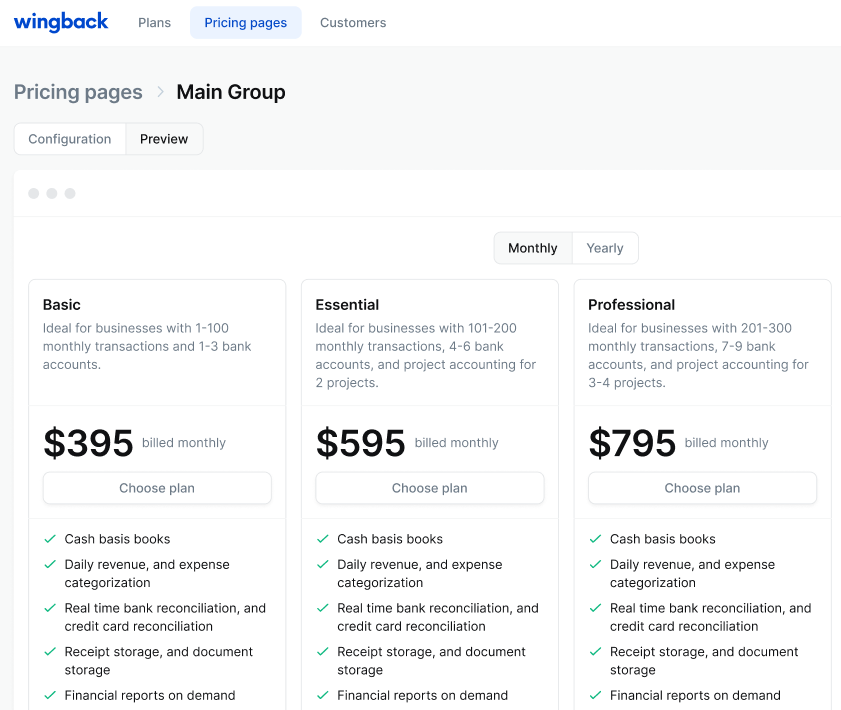 wingback Plans Pricing pages Customers
Pricing pages > Main Group
Configuration Preview
Monthly Yearly
Basic
Ideal for businesses with 1-100
monthly transactions and 1-3 bank
accounts.
$395 billed monthly
Choose plan
Cash basis books
Daily revenue, and expense
categorization
Real time bank reconciliation, and
credit card reconciliation
Receipt storage, and document
storage
Financial reports on demand
Essential
Ideal for businesses with 101-200
monthly transactions, 4-6 bank
accounts, and project accounting for
2 projects.
$595 billed monthly
Choose plan
Cash basis books
Daily revenue, and expense
categorization
Real time bank reconciliation, and
credit card reconciliation
Receipt storage, and document
storage
Financial reports on demand
Professional
Ideal for businesses with 201-300
monthly transactions, 7-9 bank
accounts, and project accounting for
3-4 projects.
$795 billed monthly
Choose plan
Cash basis books
Daily revenue, and expense
categorization
Real time bank reconciliation, and
credit card reconciliation
Receipt storage, and document
storage
Financial reports on demand